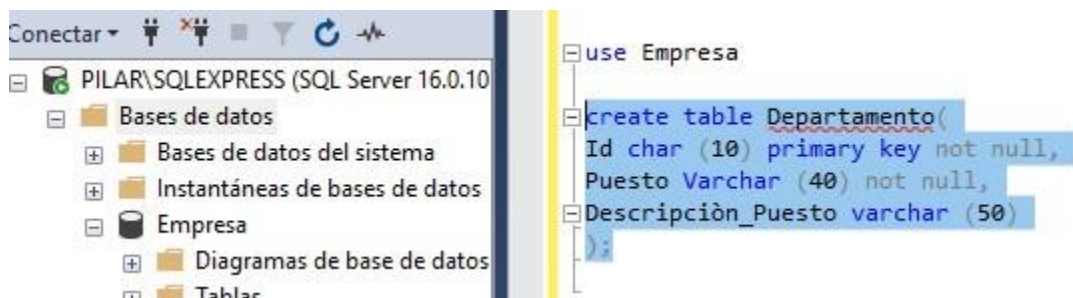 Conectar
PILAR\SQLEXPRESS (SQL Server 16.0.10
Bases de datos
Bases de datos del sistema
Instantáneas de bases de datos
Empresa
Diagramas de base de datos
Tablas
use Empresa
create table Departamento(
Id char (10) primary key not null,
Puesto Varchar (40) not null,
Descripciòn_Puesto varchar (50)
);